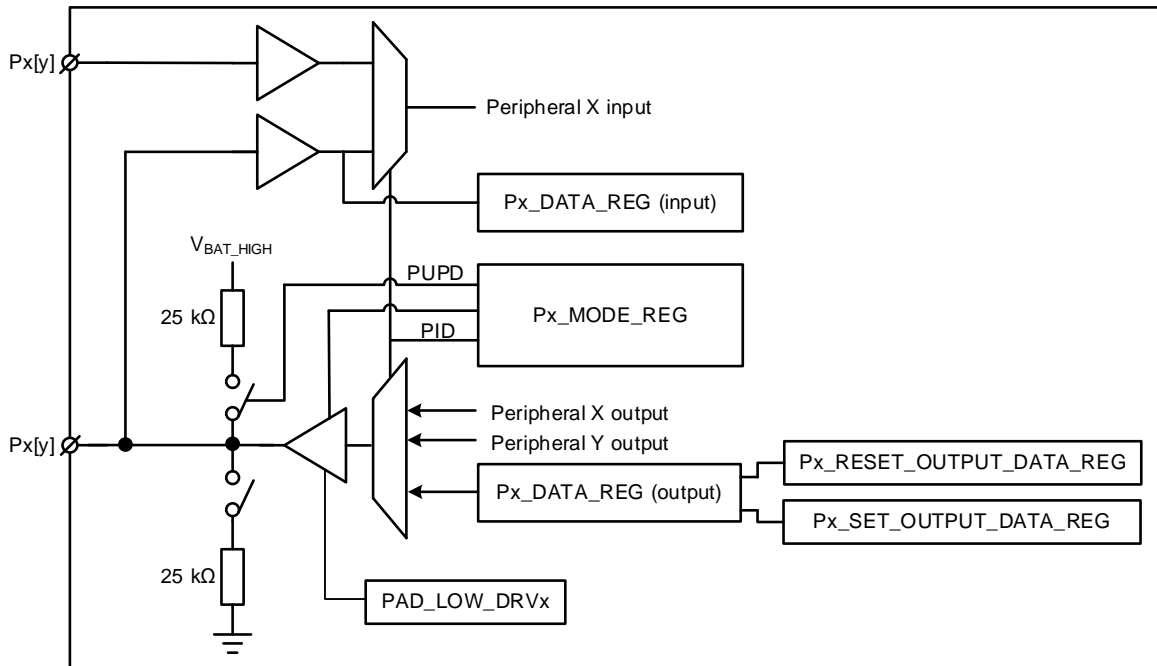 Px[y]
Peripheral X input
Px_DATA_REG (input)
VBAT_HIGH
PUPD
25 kΩ
Px_MODE_REG
PID
Peripheral X output
Px[y]
Peripheral Y output
Px_RESET_OUTPUT_DATA_REG
Px_DATA_REG (output)
Px_SET_OUTPUT_DATA_REG
25 kΩ
PAD_LOW_DRVx